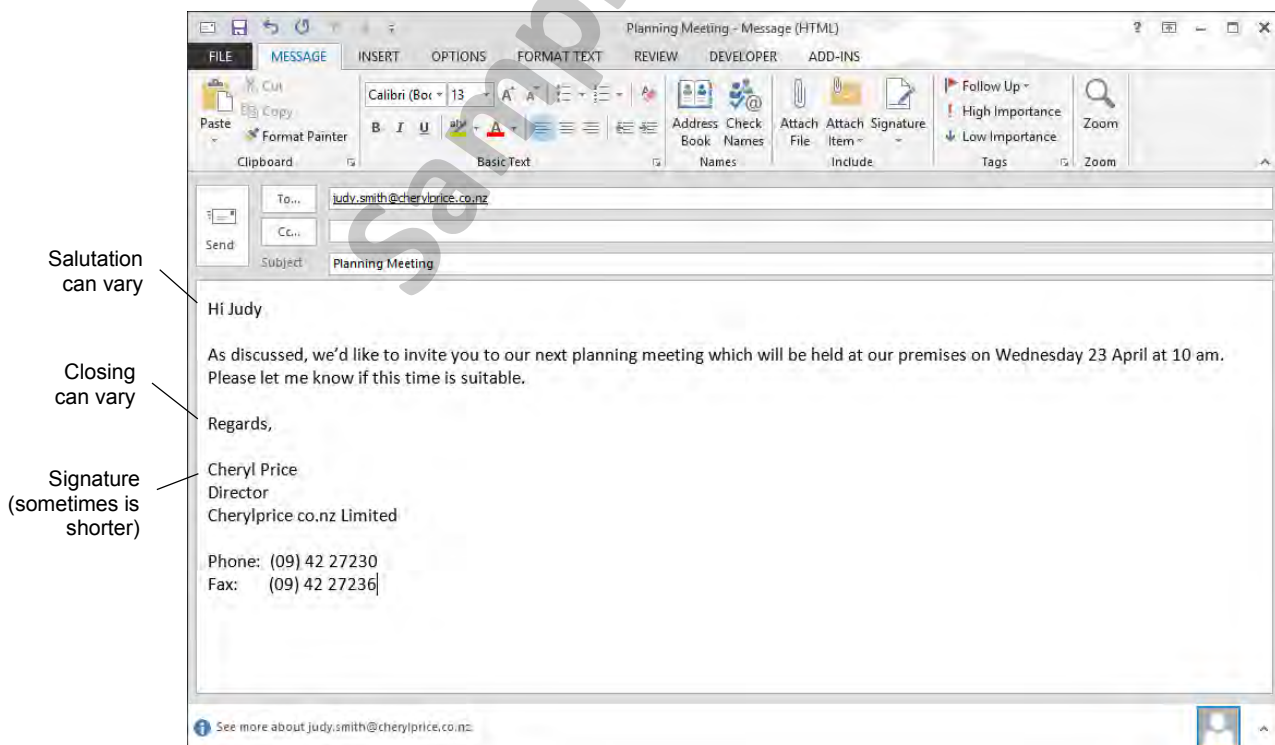 Planning Meeting - Message (HTML)
?
FILE MESSAGE INSERT OPTIONS FORMAT TEXT REVIEW DEVELOPER ADD-INS
Paste
Cut
Copy
Format Painter
Clipboard
Calibri (Boc 13
B I U
Basic Text
Address Book
Check Names
Names
Attach File
Attach Item
Signature
Include
Follow Up
High Importance
Low Importance
Tags
Zoom
Zoom
Send
To... judy.smith@cherylprice.co.nz
Cc...
Subject Planning Meeting
Salutation
can vary
Hi Judy
As discussed, we'd like to invite you to our next planning meeting which will be held at our premises on Wednesday 23 April at 10 am.
Please let me know if this time is suitable.
Closing
can vary
Regards,
Signature
(sometimes is
shorter)
Cheryl Price
Director
Cherylprice co.nz Limited
Phone: (09) 42 27230
Fax: (09) 42 27236
See more about judy.smith@cherylprice.co.nz
Sample